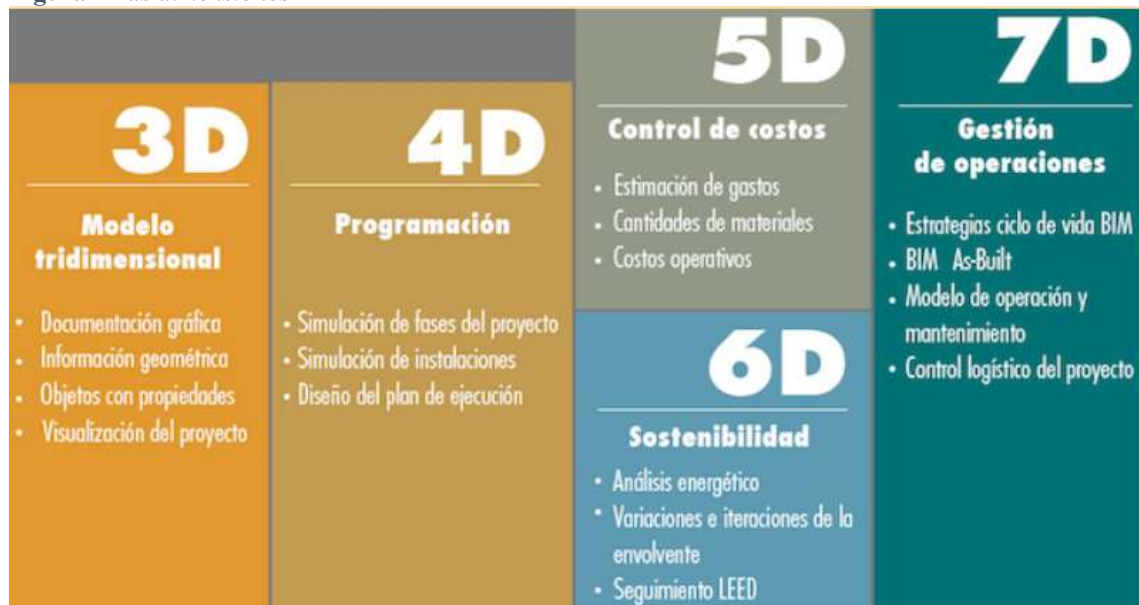 3D
Modelo
tridimensional
• Documentación gráfica
• Información geométrica
• Objetos con propiedades
• Visualización del proyecto
4D
Programación
• Simulación de fases del proyecto
• Simulación de instalaciones
• Diseño del plan de ejecución
5D
Control de costos
• Estimación de gastos
• Cantidades de materiales
• Costos operativos
6D
Sostenibilidad
• Análisis energético
• Variaciones e iteraciones de la
envolvente
• Seguimiento LEED
7D
Gestión
de operaciones
• Estrategias ciclo de vida BIM
• BIM As-Built
• Modelo de operación y
mantenimiento
• Control logístico del proyecto